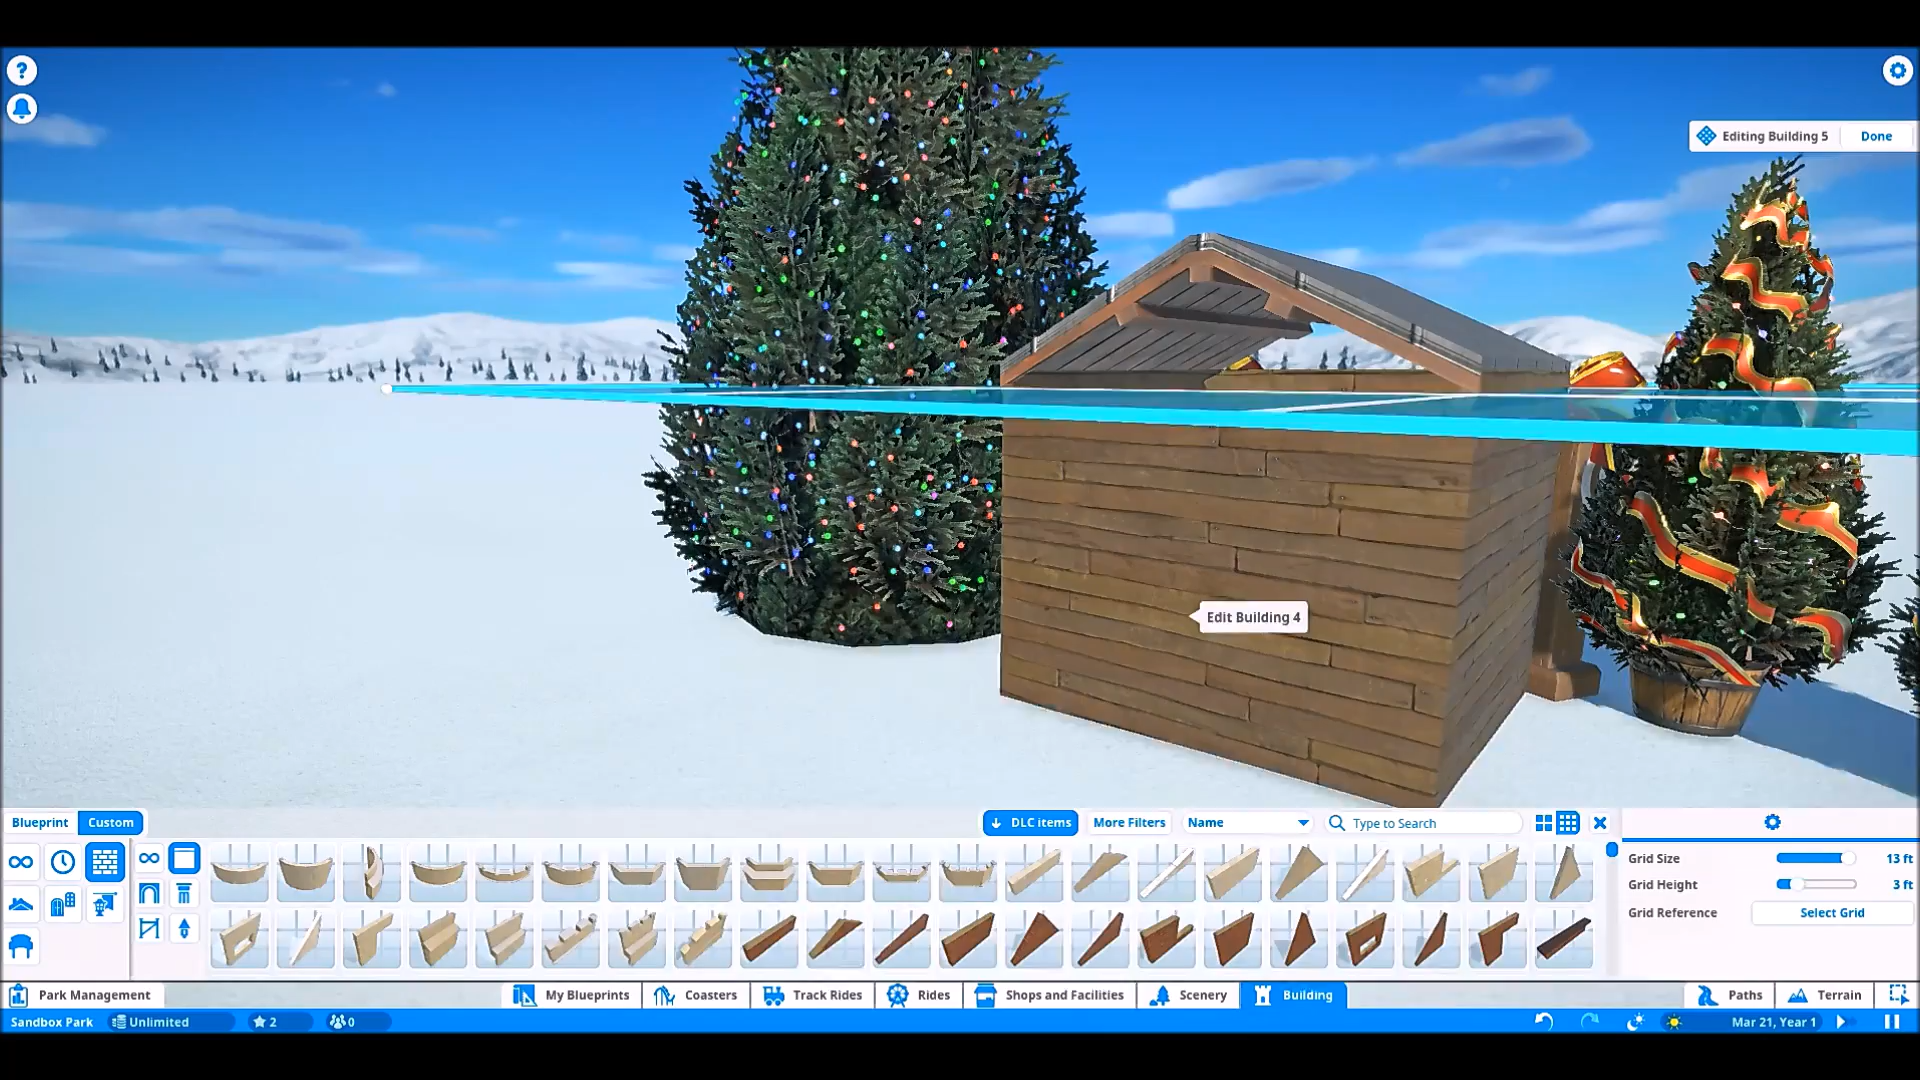 ?
Editing Building 5 Done
Edit Building 4
Blueprint Custom
DLC items More Filters Name Type to Search
Grid Size 13 ft
Grid Height 3 ft
Grid Reference Select Grid
Park Management My Blueprints Coasters Track Rides Rides Shops and Facilities Scenery Building Paths Terrain
Sandbox Park Unlimited 2 0 Mar 21, Year 1